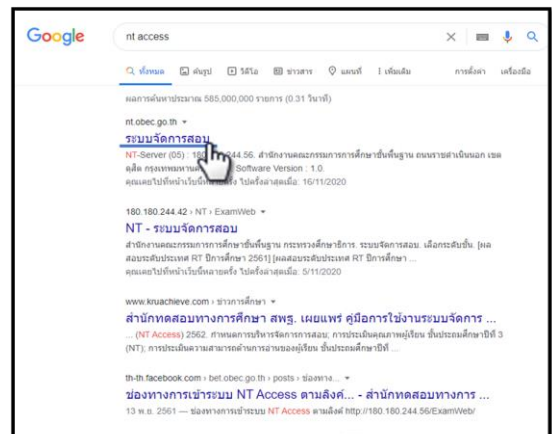 Google
nt access
ทั้งหมด ค้นรูป วิดีโอ ข่าวสาร แผนที่ เพิ่มเติม การตั้งค่า เครื่องมือ
ผลการค้นหาประมาณ 585,000,000 รายการ (0.31 วินาที)
nt.obec.go.th
ระบบจัดการสอบ
NT-Server (05) : 180 244.56. สำนักงานคณะกรรมการการศึกษาขั้นพื้นฐาน ถนนราชดำเนินนอก เขต
ดุสิต กรุงเทพมหานคร Software Version : 1.0.
คุณเคยไปที่หน้าเว็บนี้หลายครั้ง ไปครั้งล่าสุดเมื่อ: 16/11/2020
180.180.244.42 › NT › ExamWeb
NT - ระบบจัดการสอบ
สำนักงานคณะกรรมการการศึกษาขั้นพื้นฐาน กระทรวงศึกษาธิการ. ระบบจัดการสอบ. เลือกระดับชั้น. [ผล
สอบระดับประเทศ RT ปีการศึกษา 2561] [ผลสอบระดับประเทศ RT ปีการศึกษา ...
คุณเคยไปที่หน้าเว็บนี้หลายครั้ง ไปครั้งล่าสุดเมื่อ: 5/11/2020
www.kruachieve.com › ข่าวการศึกษา
สำนักทดสอบทางการศึกษา สพฐ. เผยแพร่ คู่มือการใช้งานระบบจัดการ ...
... (NT Access) 2562. กำหนดการบริหารจัดการการสอบ; การประเมินคุณภาพผู้เรียน ชั้นประถมศึกษาปีที่ 3
(NT); การประเมินความสามารถด้านการอ่านของผู้เรียน ชั้นประถมศึกษาปีที่ ...
th-th.facebook.com › bet.obec.go.th › posts › ช่องทาง...
ช่องทางการเข้าระบบ NT Access ตามลิงค์... - สำนักทดสอบทางการ ...
13 พ.ย. 2561 — ช่องทางการเข้าระบบ NT Access ตามลิงค์ http://180.180.244.56/ExamWeb/